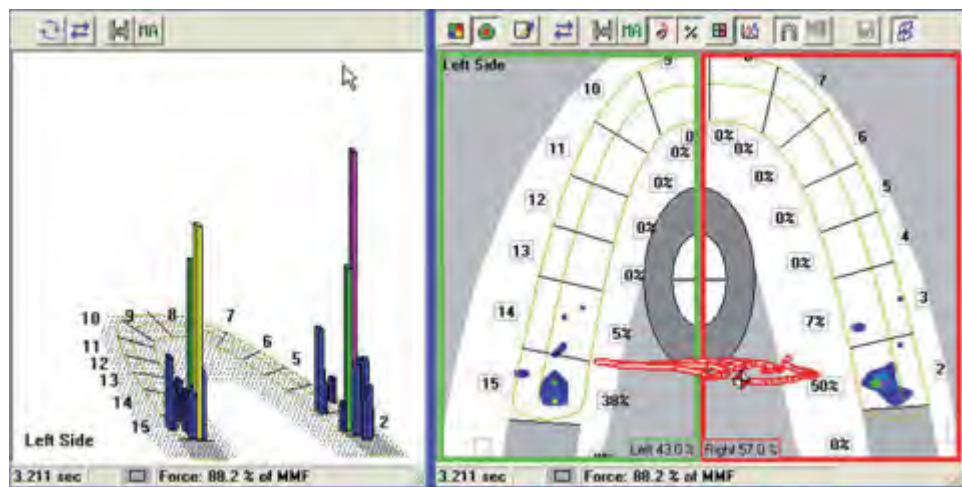 MA
MA
%
10 9 8 7
11 6
12 5
13
14
15 2
Left Side
3.211 sec Force: 88.2 % of MMF
Left Side
9 7
10 6
11 5
12 4
13 3
14 2
15
0 0%
0% 0%
0% 0%
0% 0%
0% 0%
5% 7%
38% 50%
0%
Left 43.0 % Right 57.0 %
3.211 sec Force: 88.2 % of MMF